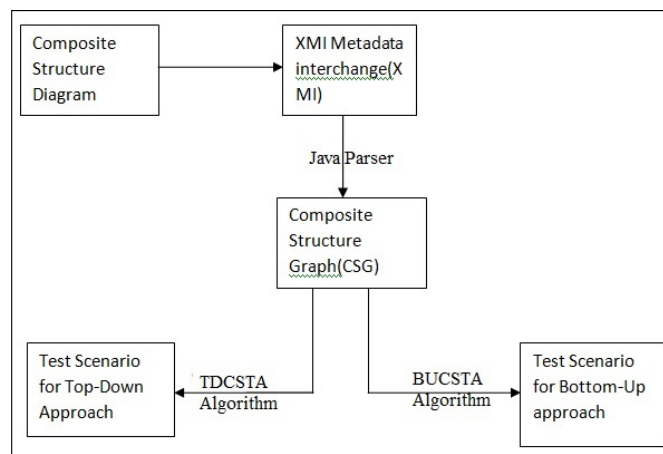 Composite
Structure
Diagram
XMI Metadata
interchange(X
MI)
Java Parser
Composite
Structure
Graph(CSG)
Test Scenario
for Top-Down
Approach
TDCSTA
Algorithm
BUCSTA
Algorithm
Test Scenario
for Bottom-Up
approach